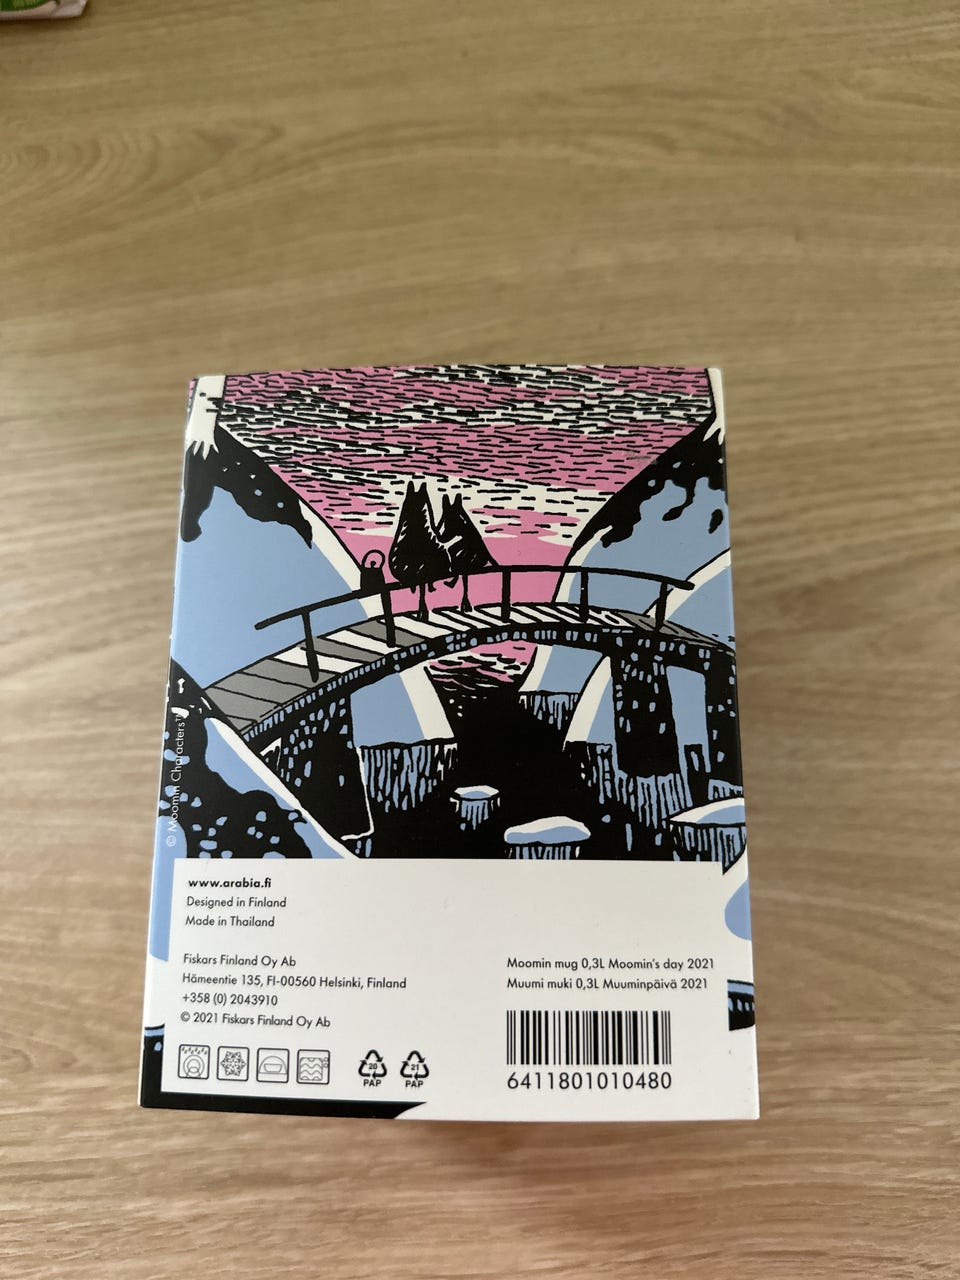 © Moomin Characters™
www.arabia.fi
Designed in Finland
Made in Thailand
Fiskars Finland Oy Ab
Hämeentie 135, FI-00560 Helsinki, Finland
+358 (0) 2043910
© 2021 Fiskars Finland Oy Ab
Moomin mug 0,3L Moomin's day 2021
Muumi muki 0,3L Muuminpäivä 2021
20
PAP
21
PAP
6411801010480